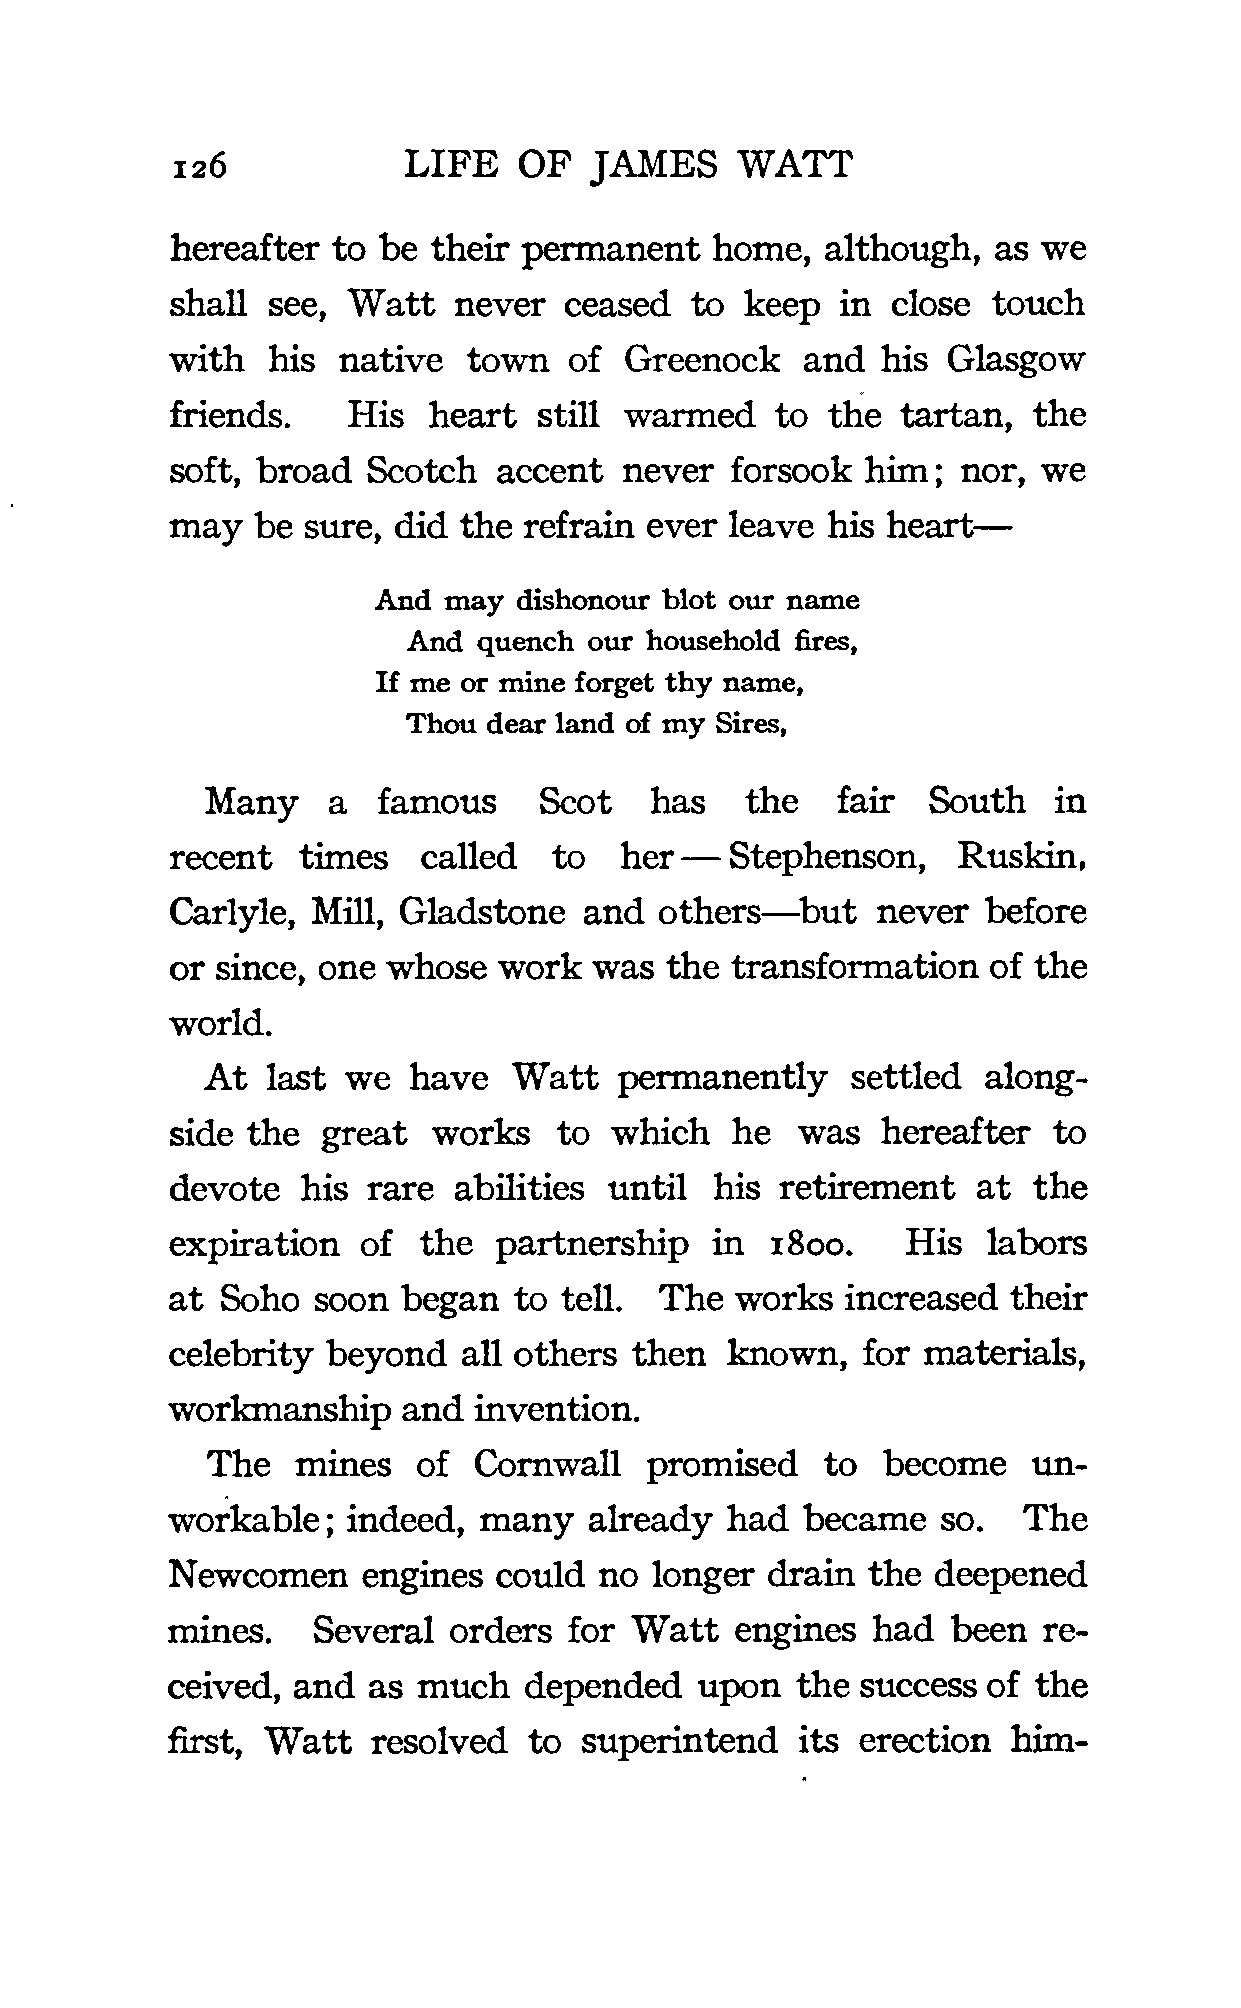 126 LIFE OF JAMES WATT
hereafter to be their permanent home, although, as we
shall see, Watt never ceased to keep in close touch
with his native town of Greenock and his Glasgow
friends. His heart still warmed to the tartan, the
soft, broad Scotch accent never forsook him; nor, we
may be sure, did the refrain ever leave his heart—
And may dishonour blot our name
And quench our household fires,
If me or mine forget thy name,
Thou dear land of my Sires,
Many a famous Scot has the fair South in
recent times called to her—Stephenson, Ruskin,
Carlyle, Mill, Gladstone and others—but never before
or since, one whose work was the transformation of the
world.
At last we have Watt permanently settled along-
side the great works to which he was hereafter to
devote his rare abilities until his retirement at the
expiration of the partnership in 1800. His labors
at Soho soon began to tell. The works increased their
celebrity beyond all others then known, for materials,
workmanship and invention.
The mines of Cornwall promised to become un-
workable; indeed, many already had became so. The
Newcomen engines could no longer drain the deepened
mines. Several orders for Watt engines had been re-
ceived, and as much depended upon the success of the
first, Watt resolved to superintend its erection him-